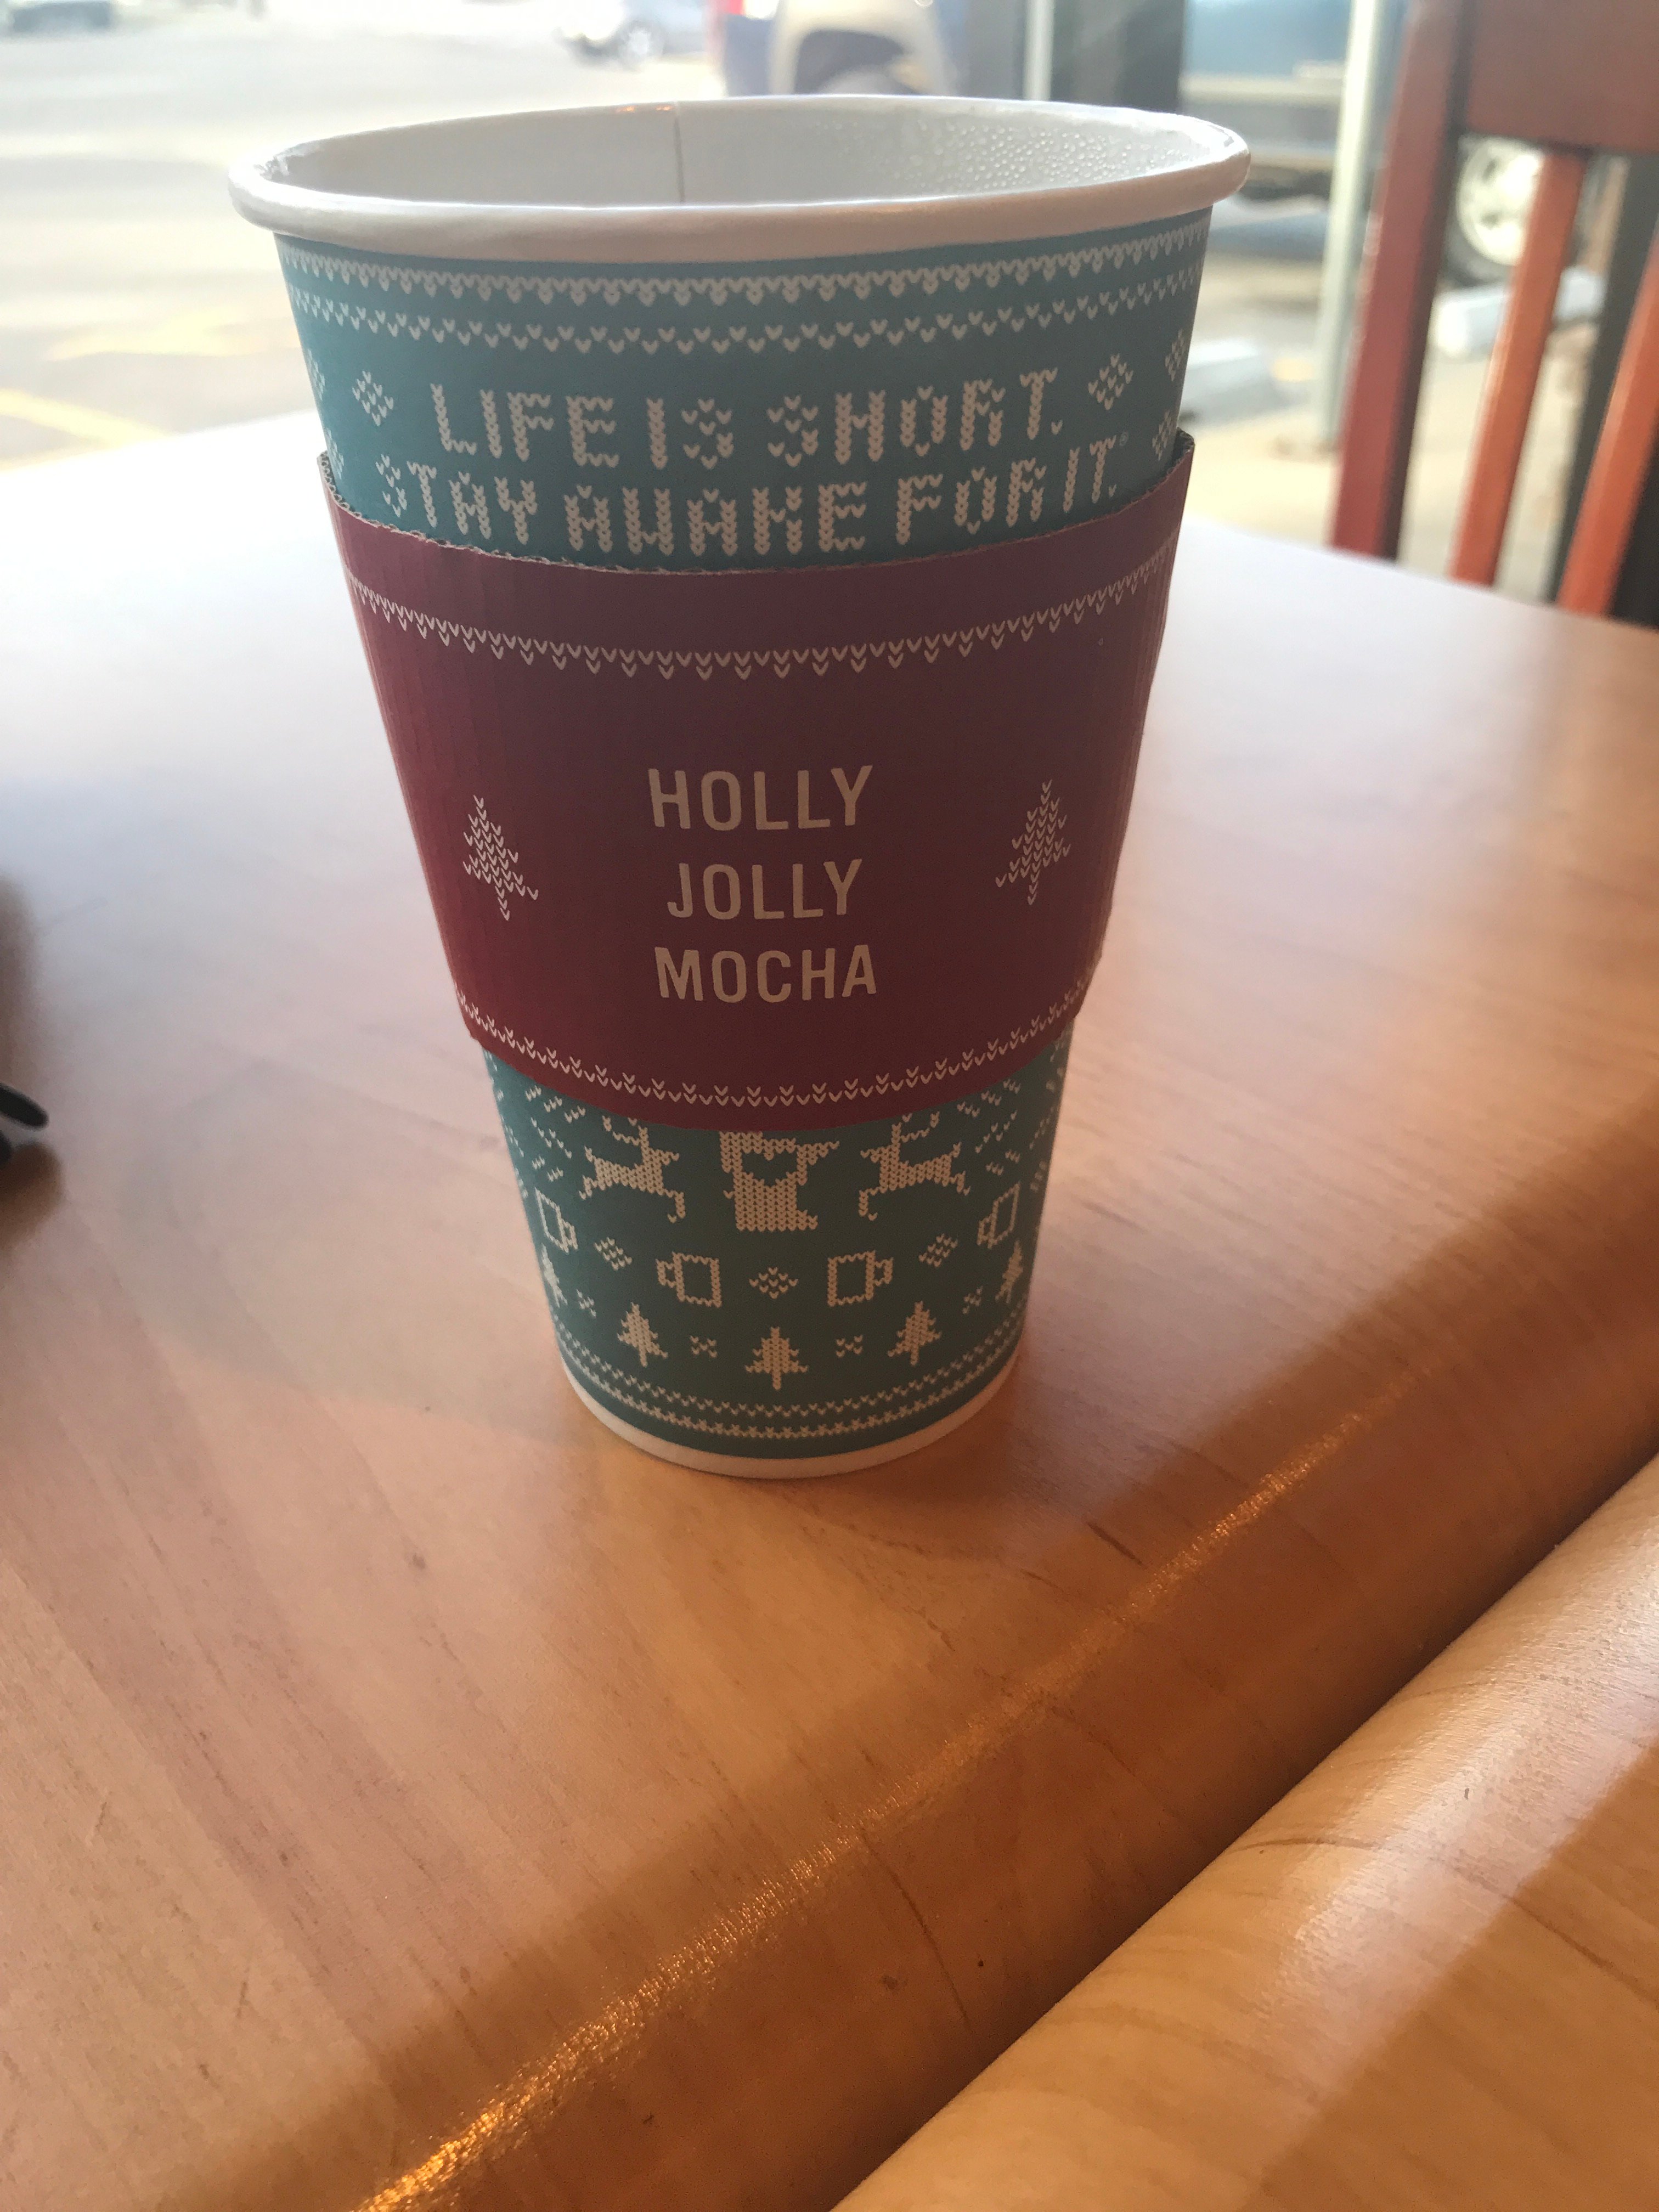 LIFE IS SHORT.
STAY AWAKE FOR IT.®
HOLLY
JOLLY
MOCHA